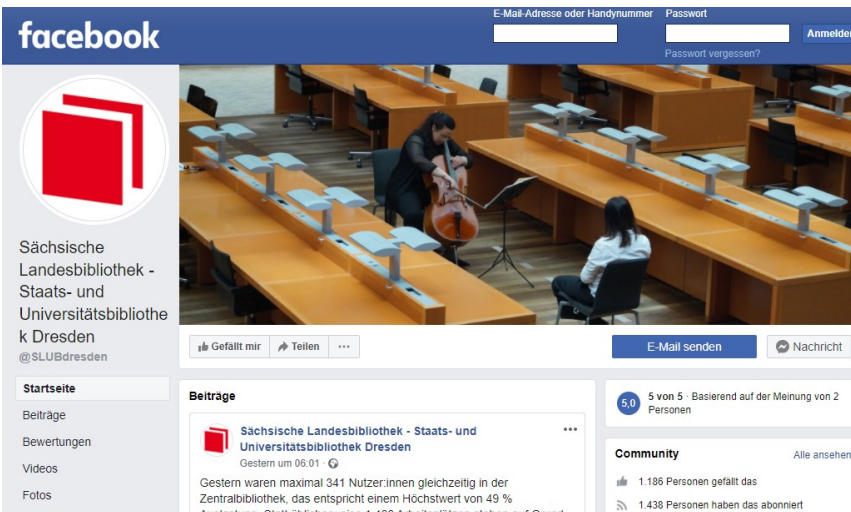 facebook
E-Mail-Adresse oder Handynummer
Passwort
Anmelden
Passwort vergessen?
Sächsische
Landesbibliothek -
Staats- und
Universitätsbibliothe
k Dresden
@SLUBdresden
Startseite
Beiträge
Bewertungen
Videos
Fotos
Gefällt mir
Teilen
E-Mail senden
Nachricht
Beiträge
Sächsische Landesbibliothek - Staats- und
Universitätsbibliothek Dresden
Gestern um 06:01 ·
Gestern waren maximal 341 Nutzer:innen gleichzeitig in der
Zentralbibliothek, das entspricht einem Höchstwert von 49 %
5,0
5 von 5 · Basierend auf der Meinung von 2
Personen
Community
Alle ansehen
1.186 Personen gefällt das
1.438 Personen haben das abonniert